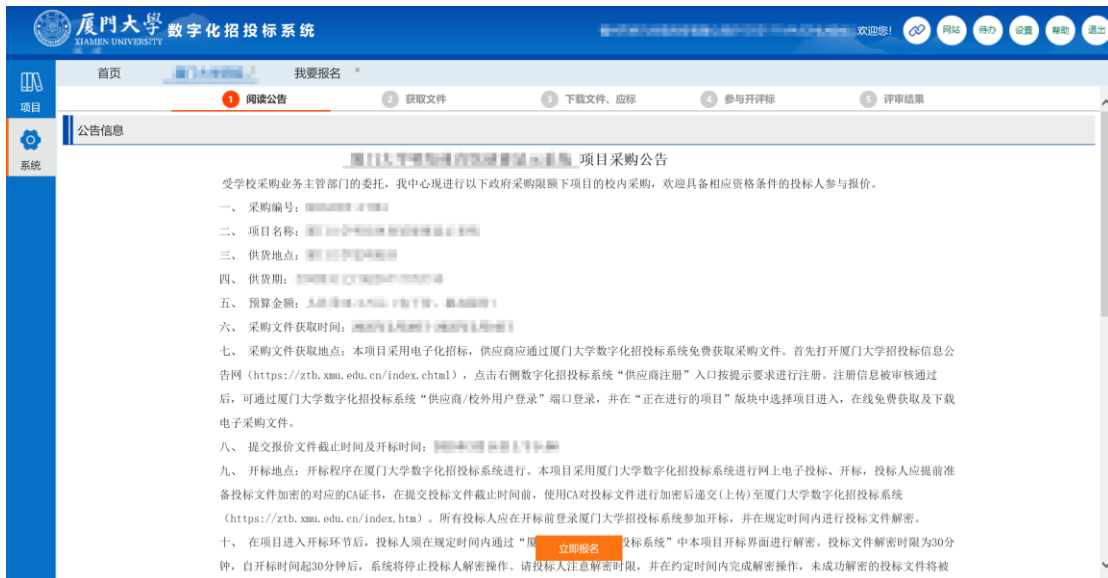 厦門大學 数字化招投标系统
XIAMEN UNIVERSITY
欢迎您! 网站 待办 设置 帮助 退出
首页 我要报名 ×
项目
系统
1 阅读公告 2 获取文件 3 下载文件、应标 4 参与开评标 5 评审结果
公告信息
项目采购公告
受学校采购业务主管部门的委托，我中心现进行以下政府采购限额下项目的校内采购，欢迎具备相应资格条件的投标人参与报价。
一、 采购编号：
二、 项目名称：
三、 供货地点：
四、 供货期：
五、 预算金额：
六、 采购文件获取时间：
七、 采购文件获取地点：本项目采用电子化招标，供应商应通过厦门大学数字化招投标系统免费获取采购文件。首先打开厦门大学招投标信息公
告网（https://ztb.xmu.edu.cn/index.chtml），点击右侧数字化招投标系统“供应商注册”入口按提示要求进行注册。注册信息被审核通过
后，可通过厦门大学数字化招投标系统“供应商/校外用户登录”端口登录，并在“正在进行的项目”版块中选择项目进入，在线免费获取及下载
电子采购文件。
八、 提交报价文件截止时间及开标时间：
九、 开标地点：开标程序在厦门大学数字化招投标系统进行。本项目采用厦门大学数字化招投标系统进行网上电子投标、开标，投标人应提前准
备投标文件加密的对应的CA证书，在提交投标文件截止时间前，使用CA对投标文件进行加密后递交(上传)至厦门大学数字化招投标系统
（https://ztb.xmu.edu.cn/index.htm）。所有投标人应在开标前登录厦门大学招投标系统参加开标，并在规定时间内进行投标文件解密。
十、 在项目进入开标环节后，投标人须在规定时间内通过“厦 立即报名 投标系统”中本项目开标界面进行解密。投标文件解密时限为30分
钟，自开标时间起30分钟后，系统将停止投标人解密操作。请投标人注意解密时限，并在约定时间内完成解密操作，未成功解密的投标文件将被